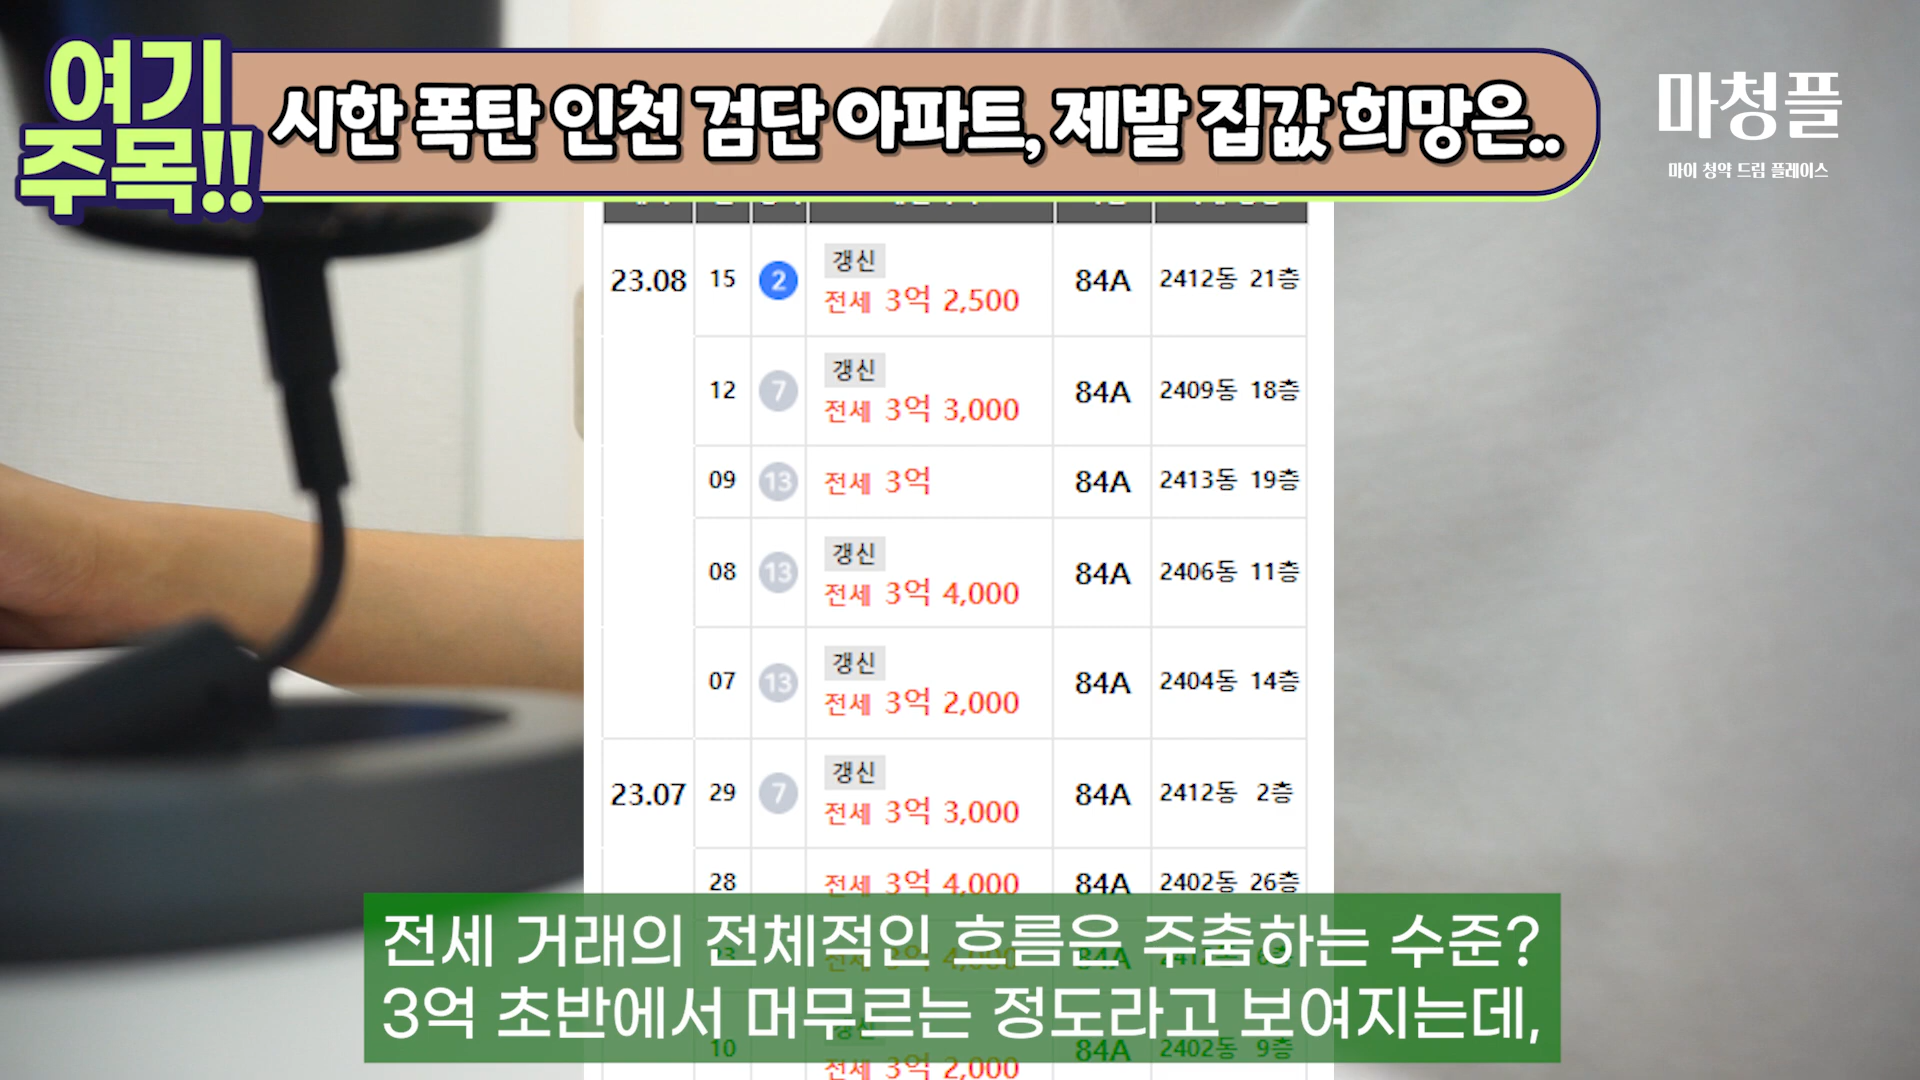 여기
주목!!
시한 폭탄 인천 검단 아파트, 제발 집값 희망은..
마청플
마이 청약 드림 플레이스
23.08 15 2 갱신 전세 3억 2,500 84A 2412동 21층
12 7 갱신 전세 3억 3,000 84A 2409동 18층
09 13 전세 3억 84A 2413동 19층
08 13 갱신 전세 3억 4,000 84A 2406동 11층
07 13 갱신 전세 3억 2,000 84A 2404동 14층
23.07 29 7 갱신 전세 3억 3,000 84A 2412동 2층
28 전세 3억 4,000 84A 2402동 26층
전세 거래의 전체적인 흐름은 주춤하는 수준?
3억 초반에서 머무르는 정도라고 보여지는데,
10 갱신 전세 3억 2,000 84A 2402동 9층